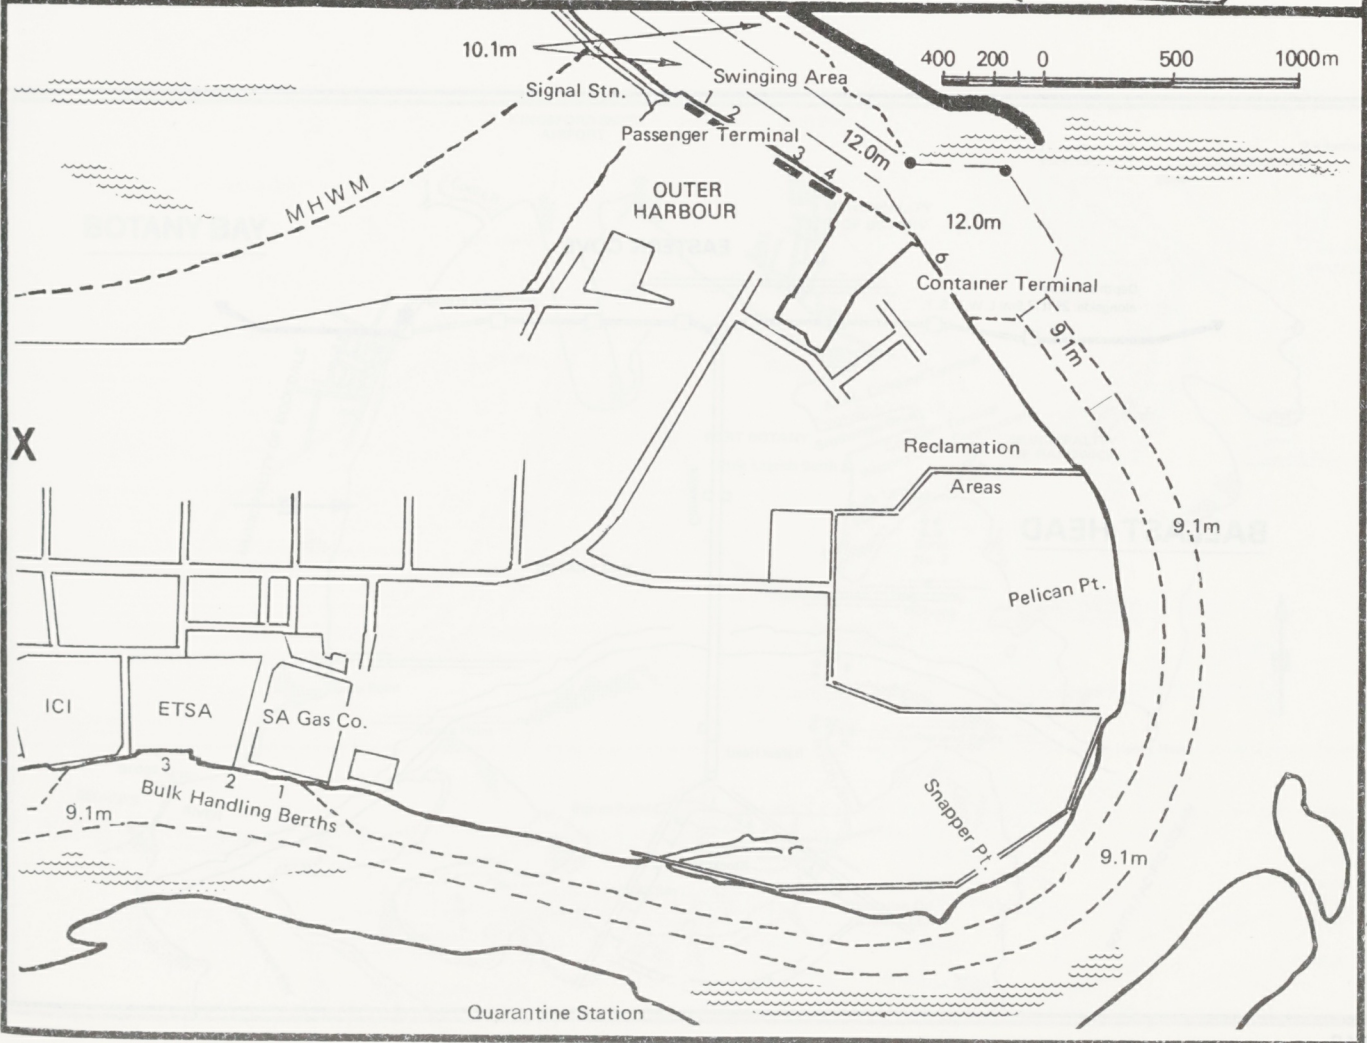 10.1m
400 200 0 500 1000m
Swinging Area
Signal Stn.
1
2
Passenger Terminal
12.0m
3
4
MHWM
OUTER
HARBOUR
12.0m
6
Container Terminal
9.1m
X
Reclamation
Areas
9.1m
Pelican Pt.
ICI
ETSA
SA Gas Co.
3
2
1
Bulk Handling Berths
9.1m
Snapper Pt.
9.1m
Quarantine Station